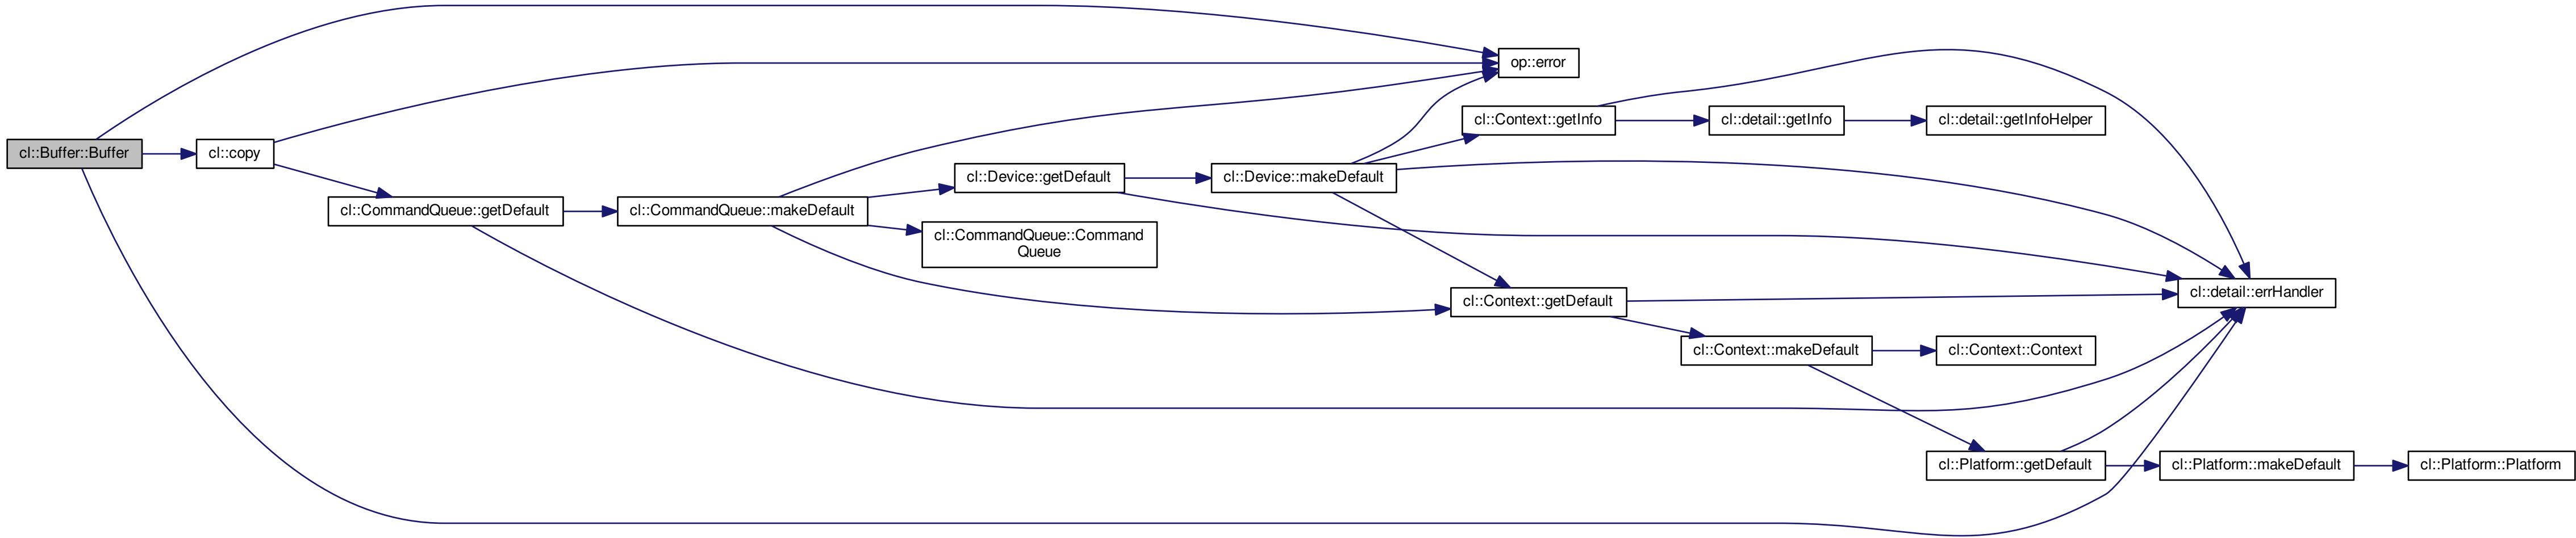 cl::Buffer::Buffer
cl::copy
cl::CommandQueue::getDefault
cl::CommandQueue::makeDefault
cl::Device::getDefault
cl::CommandQueue::Command
Queue
cl::Device::makeDefault
op::error
cl::Context::getInfo
cl::Context::getDefault
cl::detail::getInfo
cl::Context::makeDefault
cl::detail::getInfoHelper
cl::Context::Context
cl::Platform::getDefault
cl::detail::errHandler
cl::Platform::makeDefault
cl::Platform::Platform